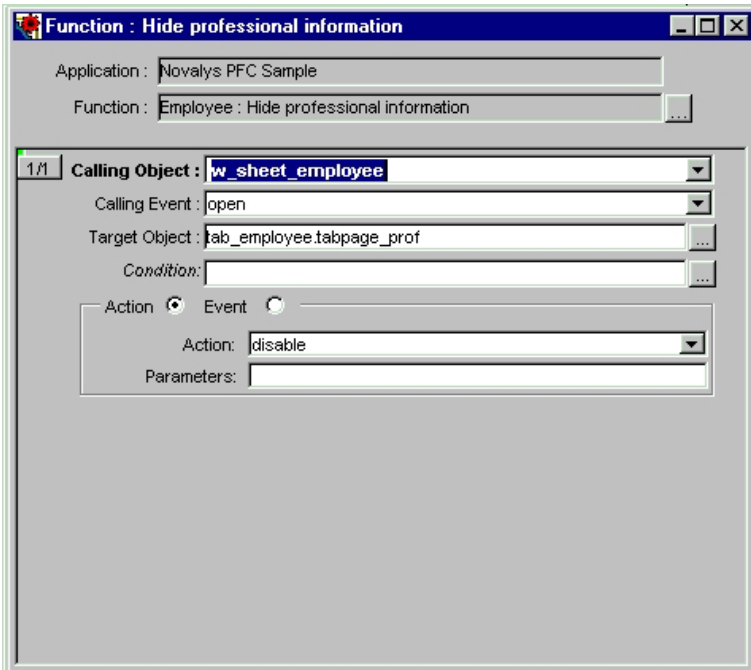 Function : Hide professional information
Application : Novalys PFC Sample
Function : Employee : Hide professional information ...
1/1 Calling Object : w_sheet_employee
Calling Event : open
Target Object : tab_employee.tabpage_prof ...
Condition: ...
Action Event
Action: disable
Parameters: